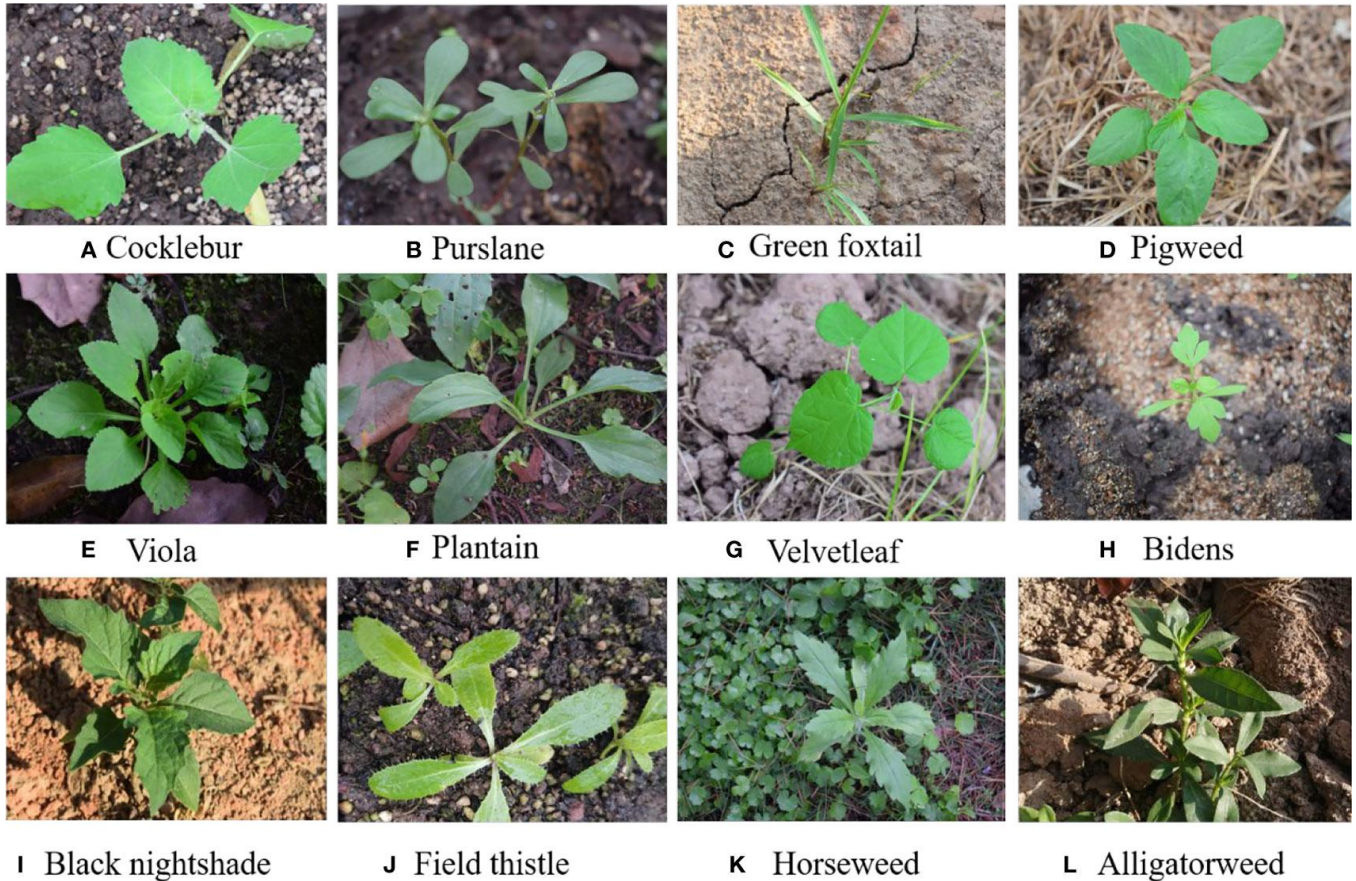 A Cocklebur B Purslane C Green foxtail D Pigweed
E Viola F Plantain G Velvetleaf H Bidens
I Black nightshade J Field thistle K Horseweed L Alligatorweed